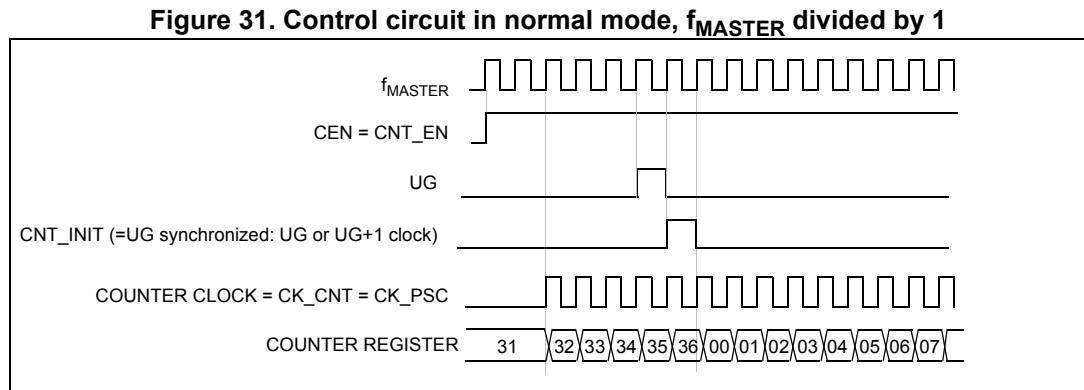 Figure 31. Control circuit in normal mode, fMASTER divided by 1
fMASTER
CEN = CNT_EN
UG
CNT_INIT (=UG synchronized: UG or UG+1 clock)
COUNTER CLOCK = CK_CNT = CK_PSC
COUNTER REGISTER 31 32 33 34 35 36 00 01 02 03 04 05 06 07